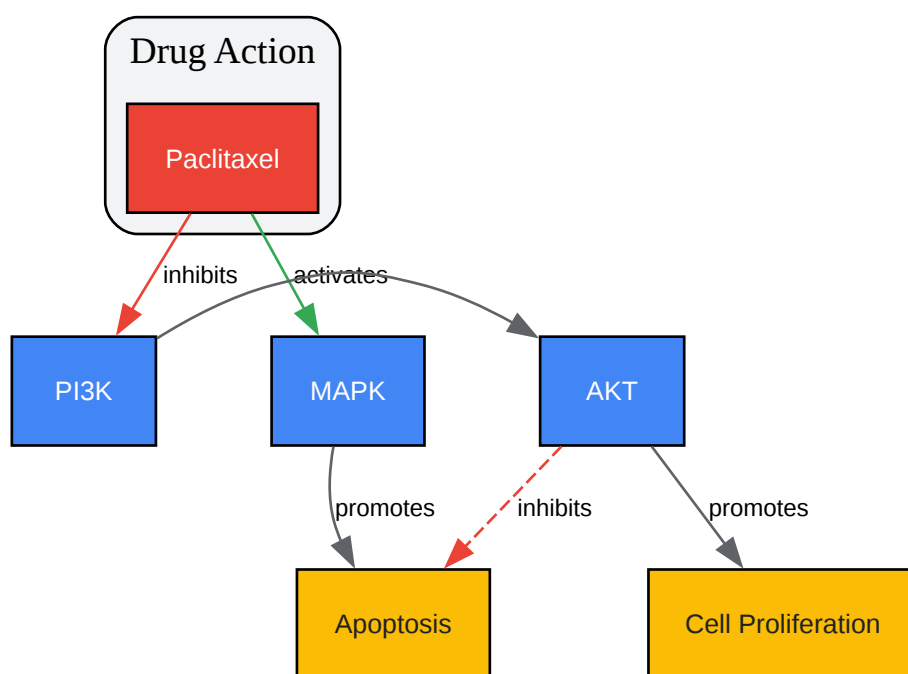 Drug Action
Paclitaxel
inhibits
activates
PI3K
MAPK
AKT
promotes
inhibits
promotes
Apoptosis
Cell Proliferation